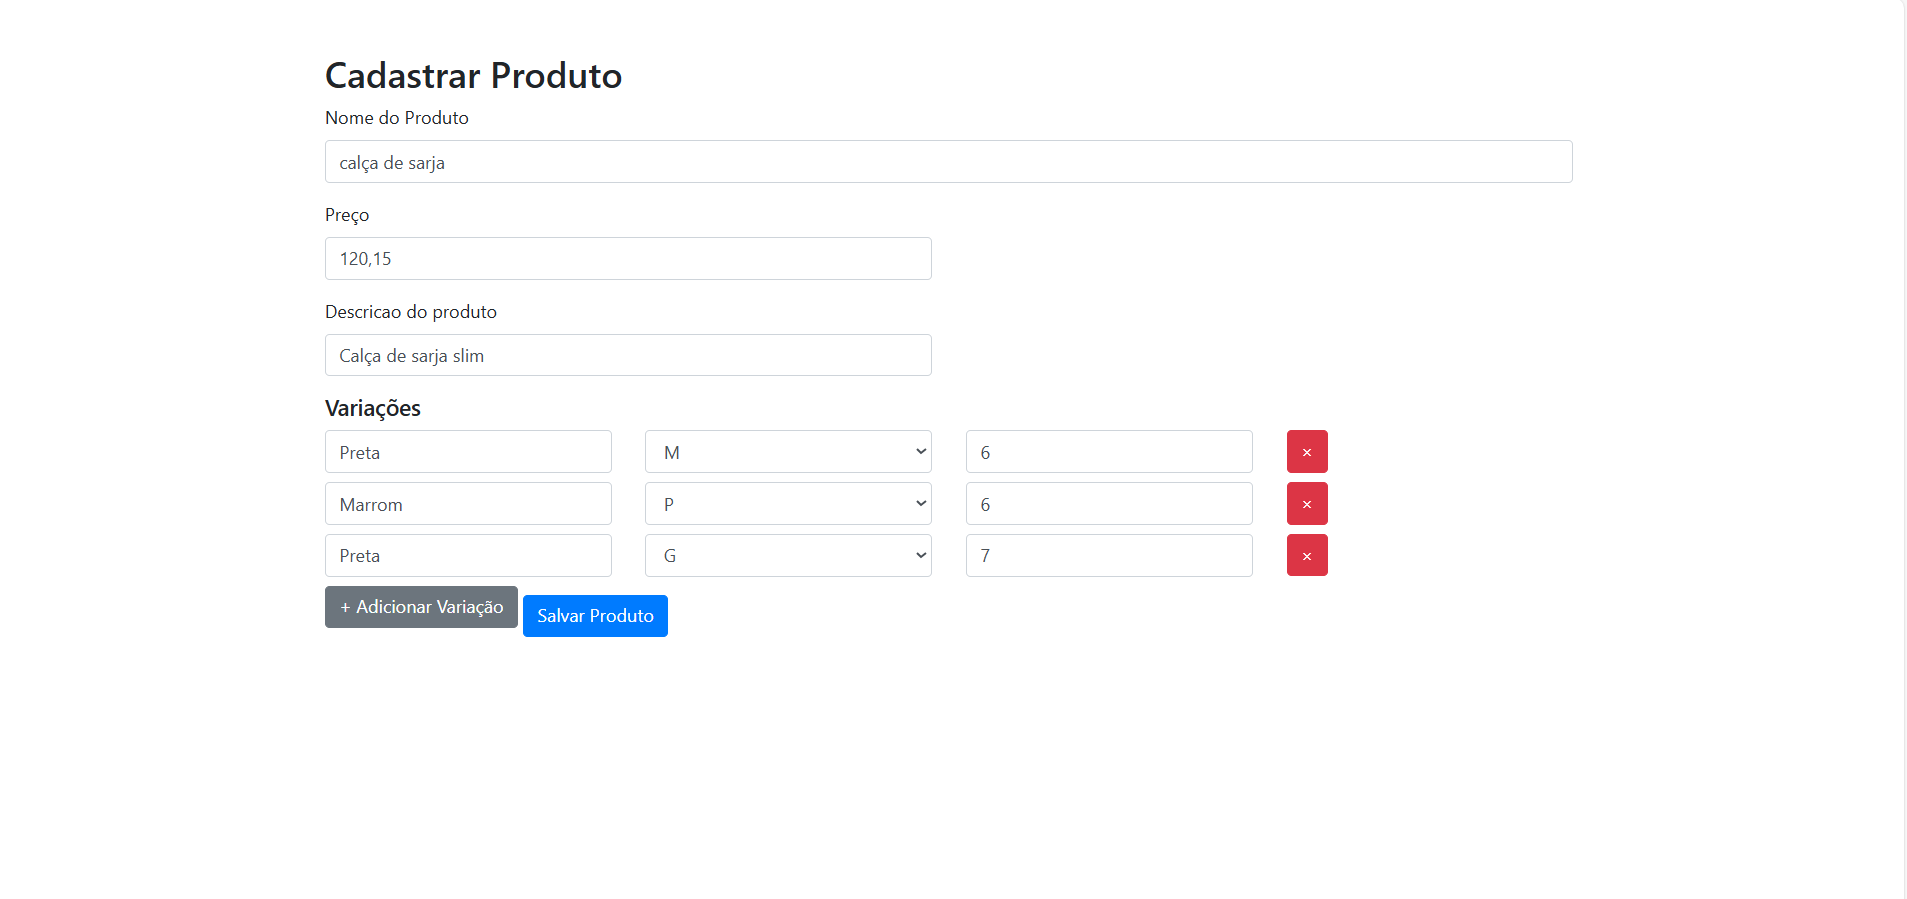 Cadastrar Produto
Nome do Produto
calça de sarja
Preço
120,15
Descricao do produto
Calça de sarja slim
Variações
Preta M 6 ×
Marrom P 6 ×
Preta G 7 ×
+ Adicionar Variação Salvar Produto